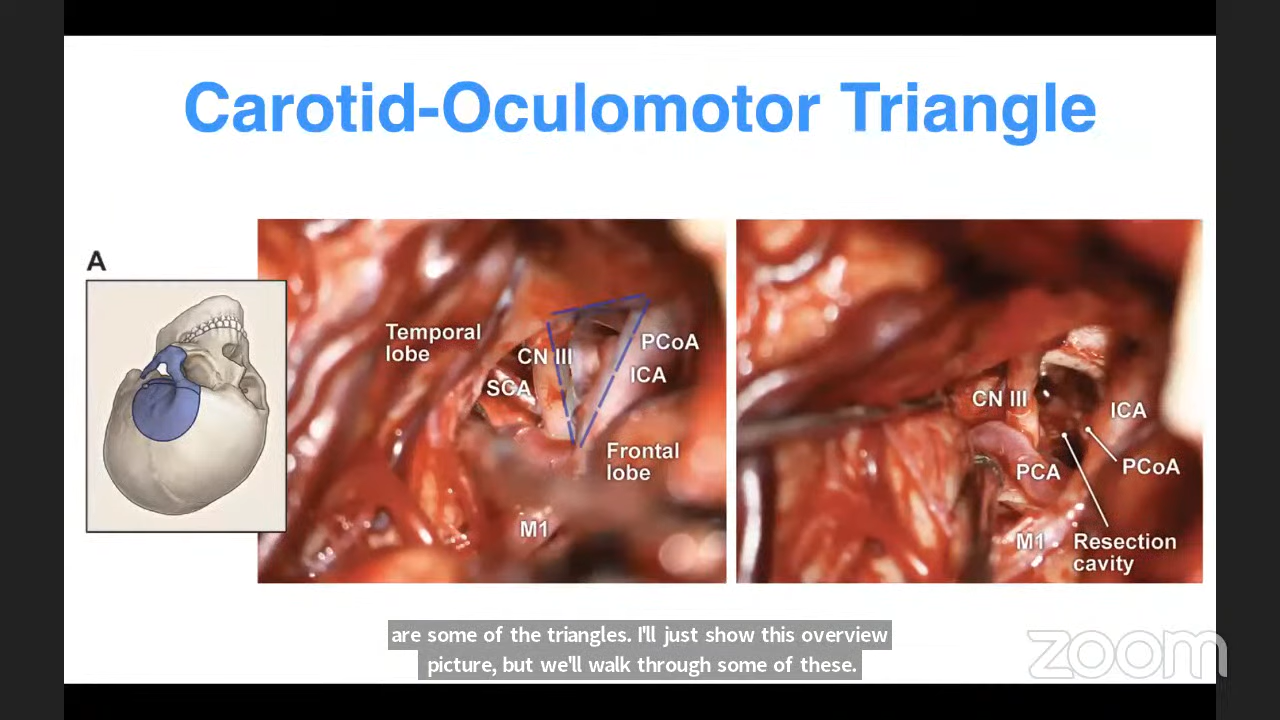 Carotid-Oculomotor Triangle
A
Temporal
lobe
CN III
SCA
PCoA
ICA
Frontal
lobe
M1
CN III
ICA
PCoA
PCA
M1
Resection
cavity
are some of the triangles. I'll just show this overview
picture, but we'll walk through some of these.
zoom